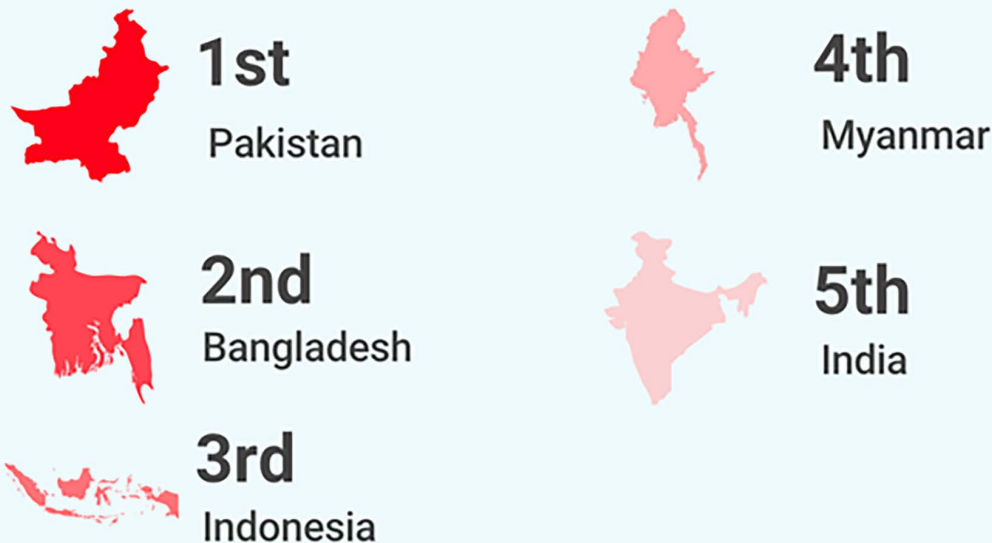 1st
Pakistan
2nd
Bangladesh
3rd
Indonesia
4th
Myanmar
5th
India